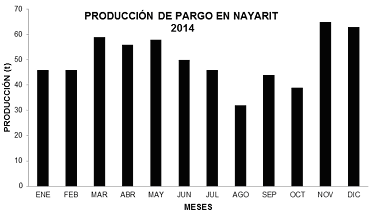 PRODUCCIÓN DE PARGO EN NAYARIT
2014
PRODUCCIÓN (t)
70
60
50
40
30
20
10
0
ENE FEB MAR ABR MAY JUN JUL AGO SEP OCT NOV DIC
MESES